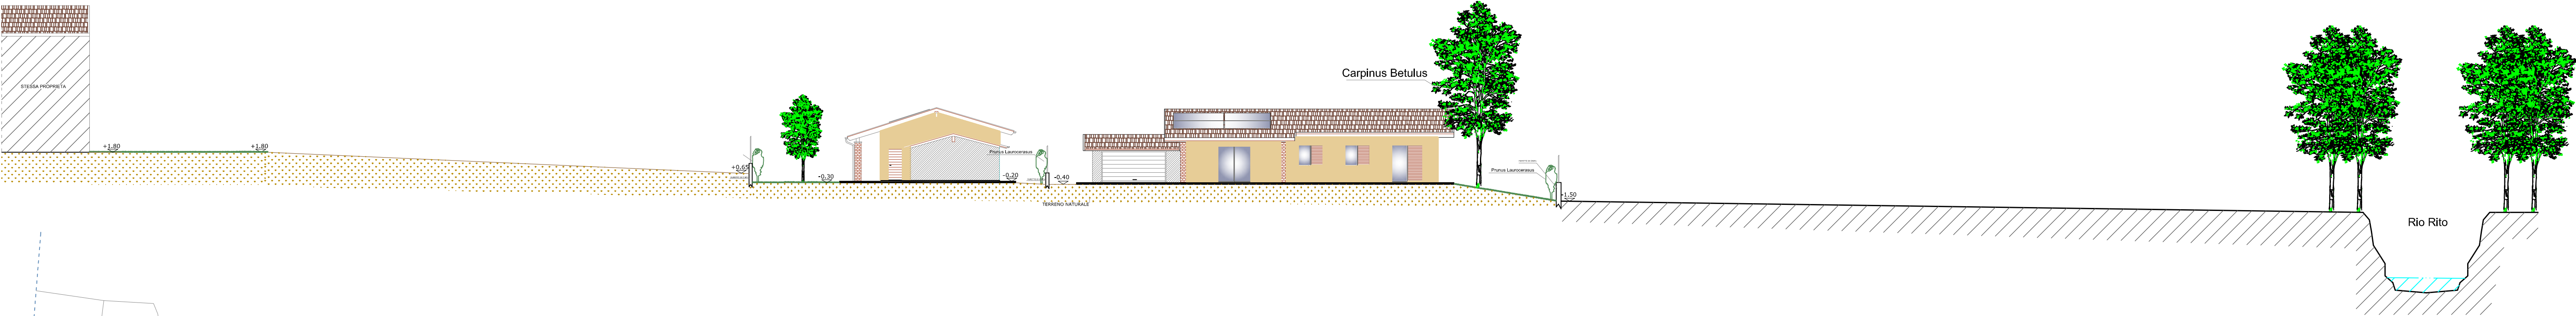 Carpinus Betulus
STESSA PROPRIETA
+1.80
+1.80
+0.65
-0.30
Prunus Laurocerasus
-0.20
-0.40
Prunus Laurocerasus
-1.50
TERRENO NATURALE
Rio Rito